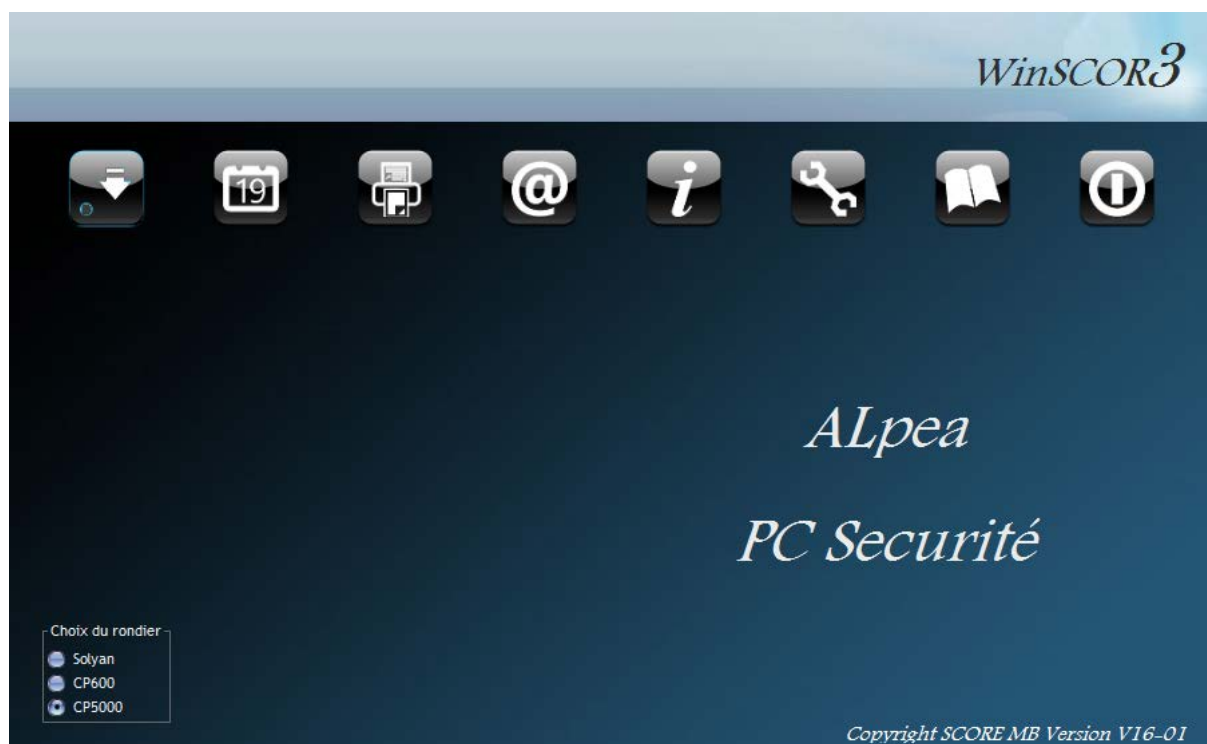 WinSCOR3
19
@
i
ALpea
PC Securité
Choix du rondier
Solyan
CP600
CP5000
Copyright SCORE MB Version V16-01